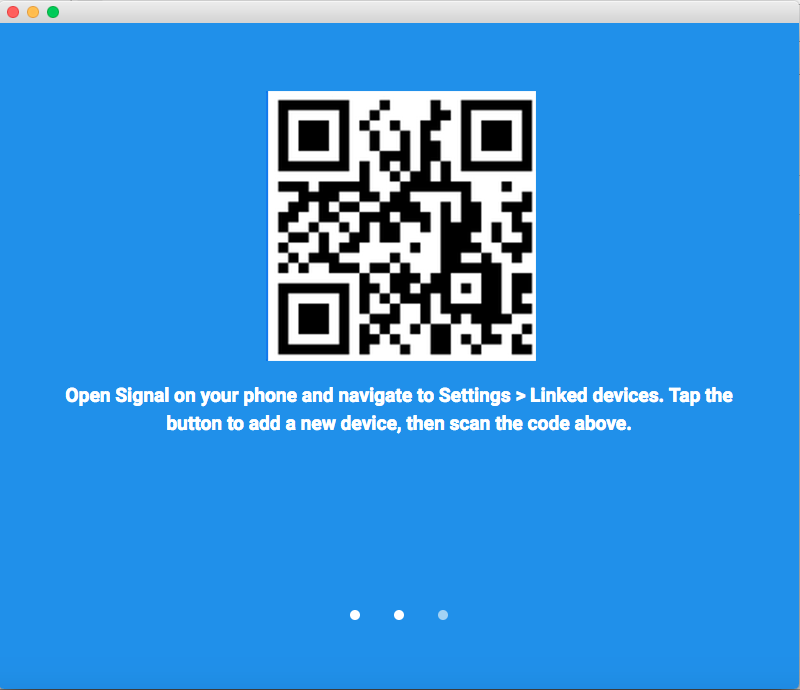 Open Signal on your phone and navigate to Settings > Linked devices. Tap the
button to add a new device, then scan the code above.